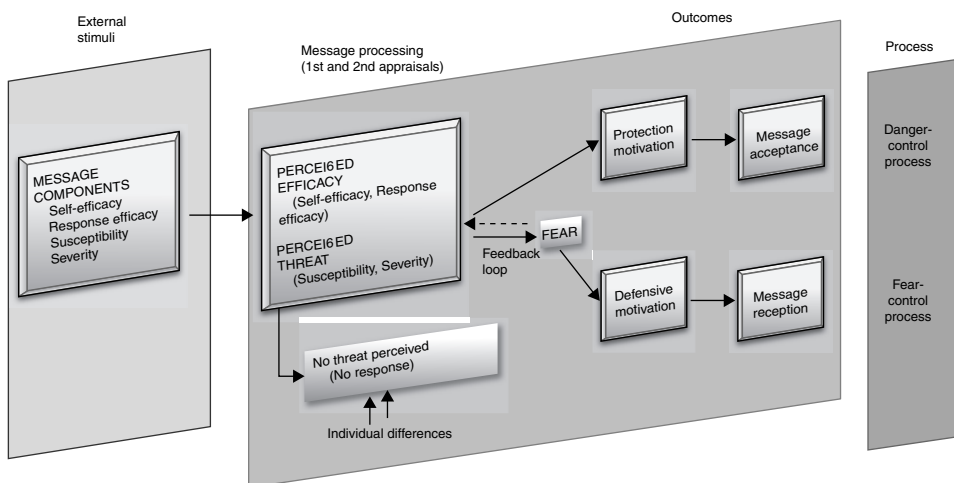 External
stimuli
Message processing
(1st and 2nd appraisals)
Outcomes
Process
MESSAGE
COMPONENTS
Self-efficacy
Response efficacy
Susceptibility
Severity
PERCEI6ED
EFFICACY
(Self-efficacy, Response
efficacy)
PERCEI6ED
THREAT
(Susceptibility, Severity)
No threat perceived
(No response)
Individual differences
FEAR
Feedback
loop
Protection
motivation
Message
acceptance
Defensive
motivation
Message
reception
Danger-
control
process
Fear-
control
process